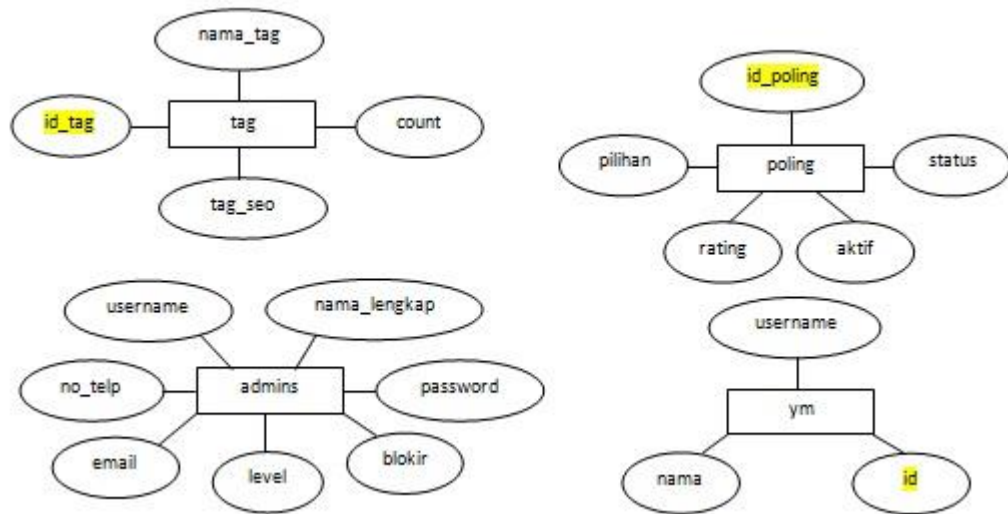 nama_tag
id_tag
tag
count
tag_seo
id_poling
pilihan
poling
status
rating
aktif
username
nama_lengkap
no_telp
admins
password
email
level
blokir
username
ym
nama
id